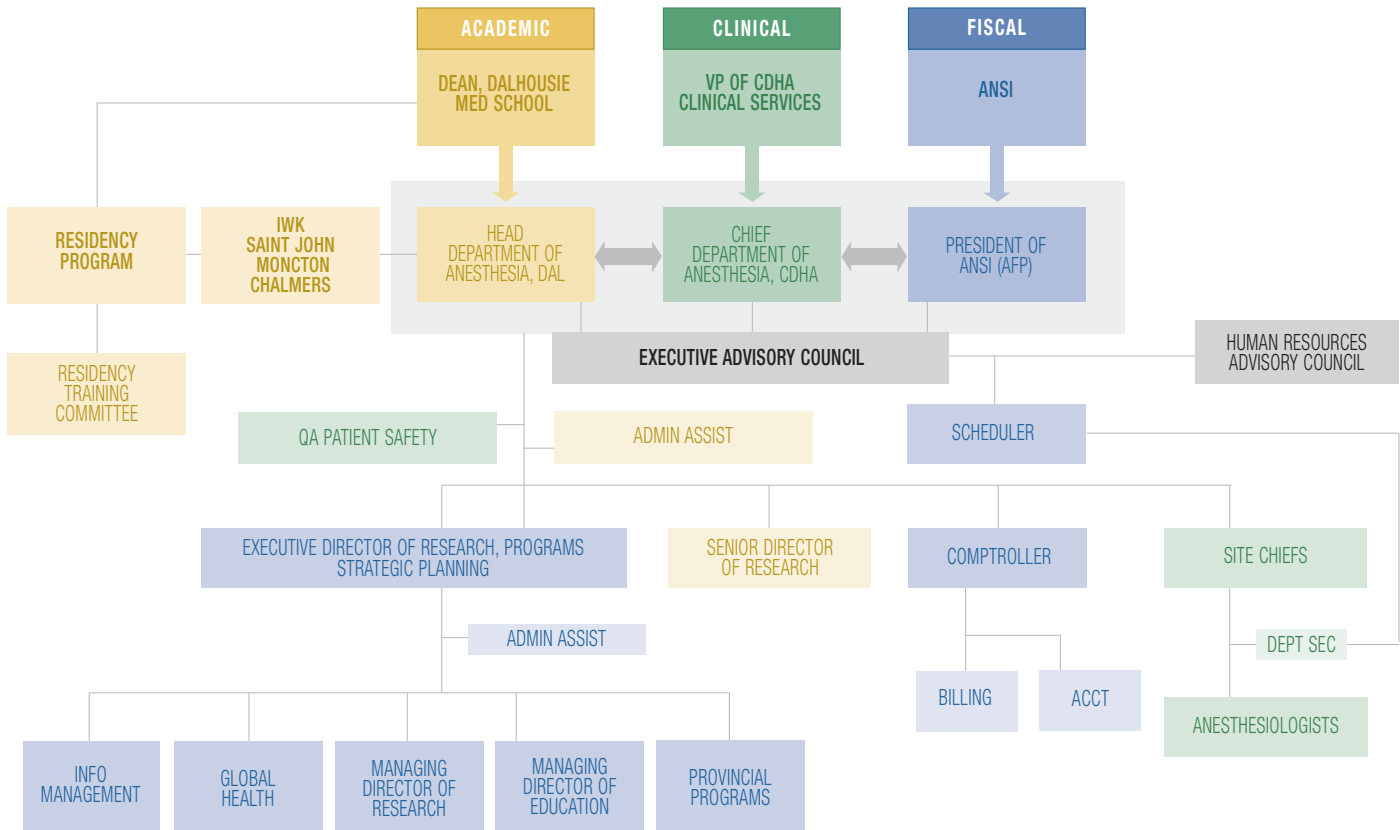 ACADEMIC
CLINICAL
FISCAL
DEAN, DALHOUSIE
MED SCHOOL
VP OF CDHA
CLINICAL SERVICES
ANSI
RESIDENCY
PROGRAM
IWK
SAINT JOHN
MONCTON
CHALMERS
HEAD
DEPARTMENT OF
ANESTHESIA, DAL
CHIEF
DEPARTMENT OF
ANESTHESIA, CDHA
PRESIDENT OF
ANSI (AFP)
EXECUTIVE ADVISORY COUNCIL
HUMAN RESOURCES
ADVISORY COUNCIL
RESIDENCY
TRAINING
COMMITTEE
QA PATIENT SAFETY
ADMIN ASSIST
SCHEDULER
EXECUTIVE DIRECTOR OF RESEARCH, PROGRAMS
STRATEGIC PLANNING
SENIOR DIRECTOR
OF RESEARCH
COMPTROLLER
SITE CHIEFS
ADMIN ASSIST
DEPT SEC
BILLING
ACCT
ANESTHESIOLOGISTS
INFO
MANAGEMENT
GLOBAL
HEALTH
MANAGING
DIRECTOR OF
RESEARCH
MANAGING
DIRECTOR OF
EDUCATION
PROVINCIAL
PROGRAMS